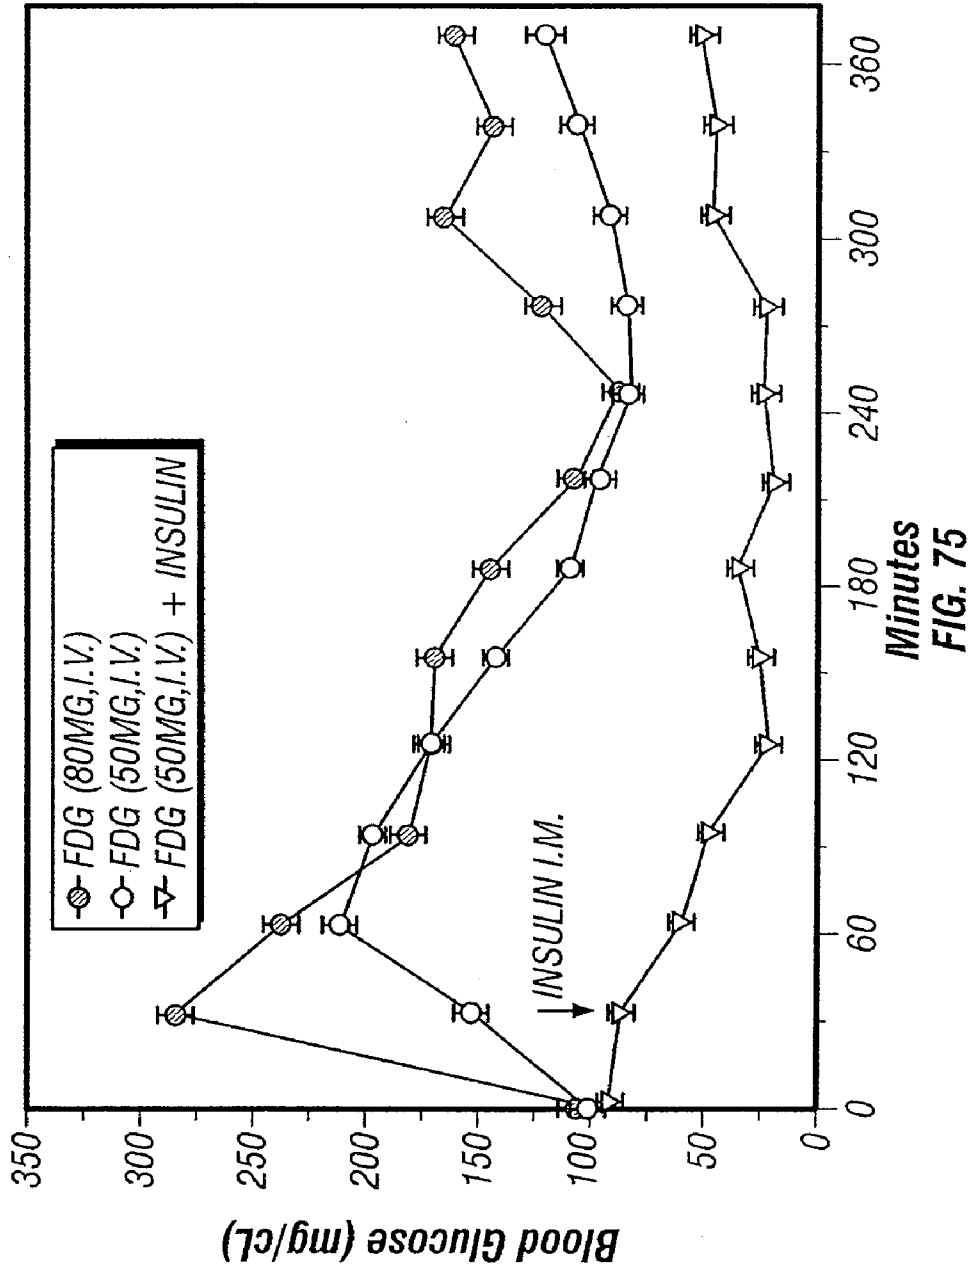 350
300
250
200
150
100
50
0
Blood Glucose (mg/cL)
FDG (80MG,I.V.)
FDG (50MG,I.V.)
FDG (50MG,I.V.) + INSULIN
INSULIN I.M.
0
60
120
180
240
300
360
Minutes
FIG. 75